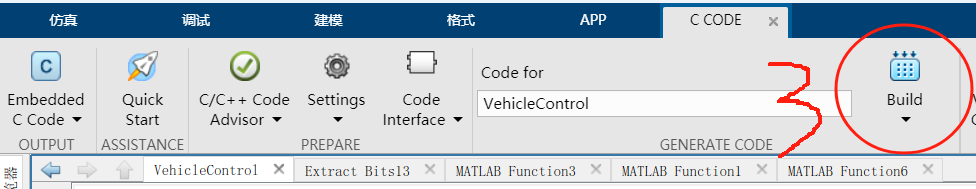 仿真 调试 建模 格式 APP C CODE
Embedded C Code
Quick Start
C/C++ Code Advisor
Settings
Code Interface
Code for
VehicleControl
Build
OUTPUT ASSISTANCE PREPARE GENERATE CODE
3
VehicleControl Extract Bits13 MATLAB Function3 MATLAB Function1 MATLAB Function6